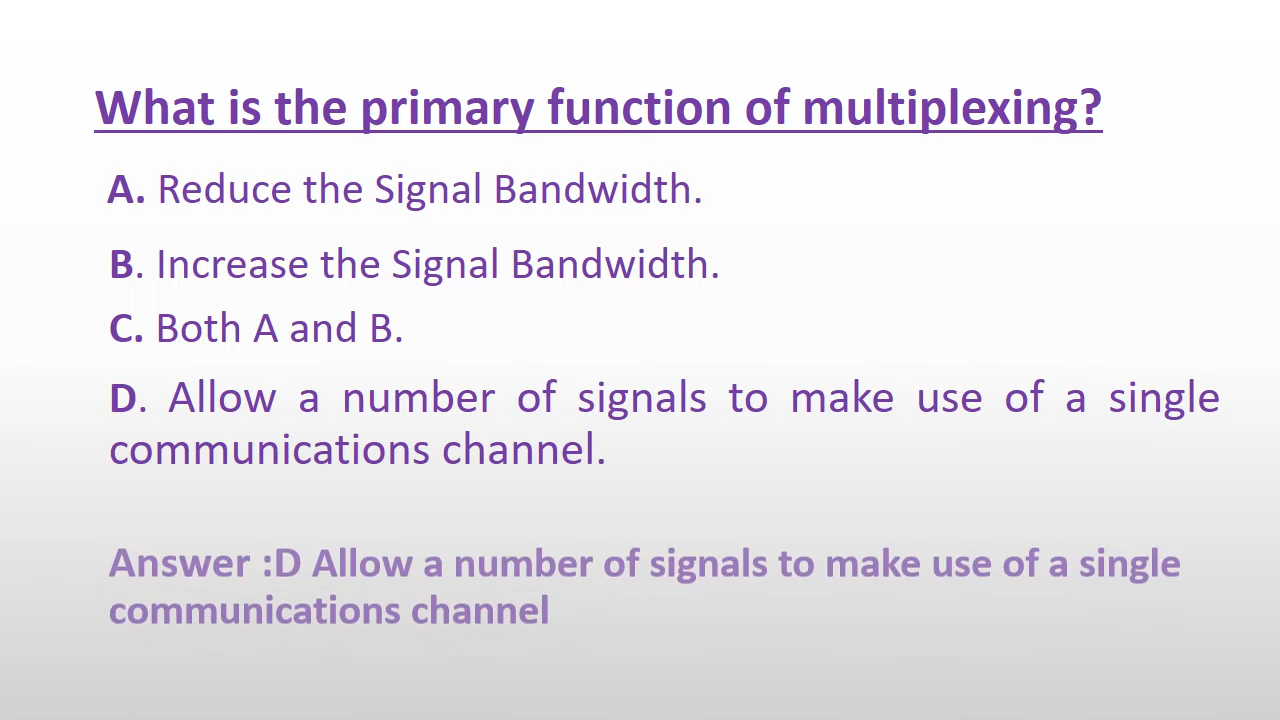 What is the primary function of multiplexing?
A. Reduce the Signal Bandwidth.
B. Increase the Signal Bandwidth.
C. Both A and B.
D. Allow a number of signals to make use of a single
communications channel.
Answer :D Allow a number of signals to make use of a single
communications channel